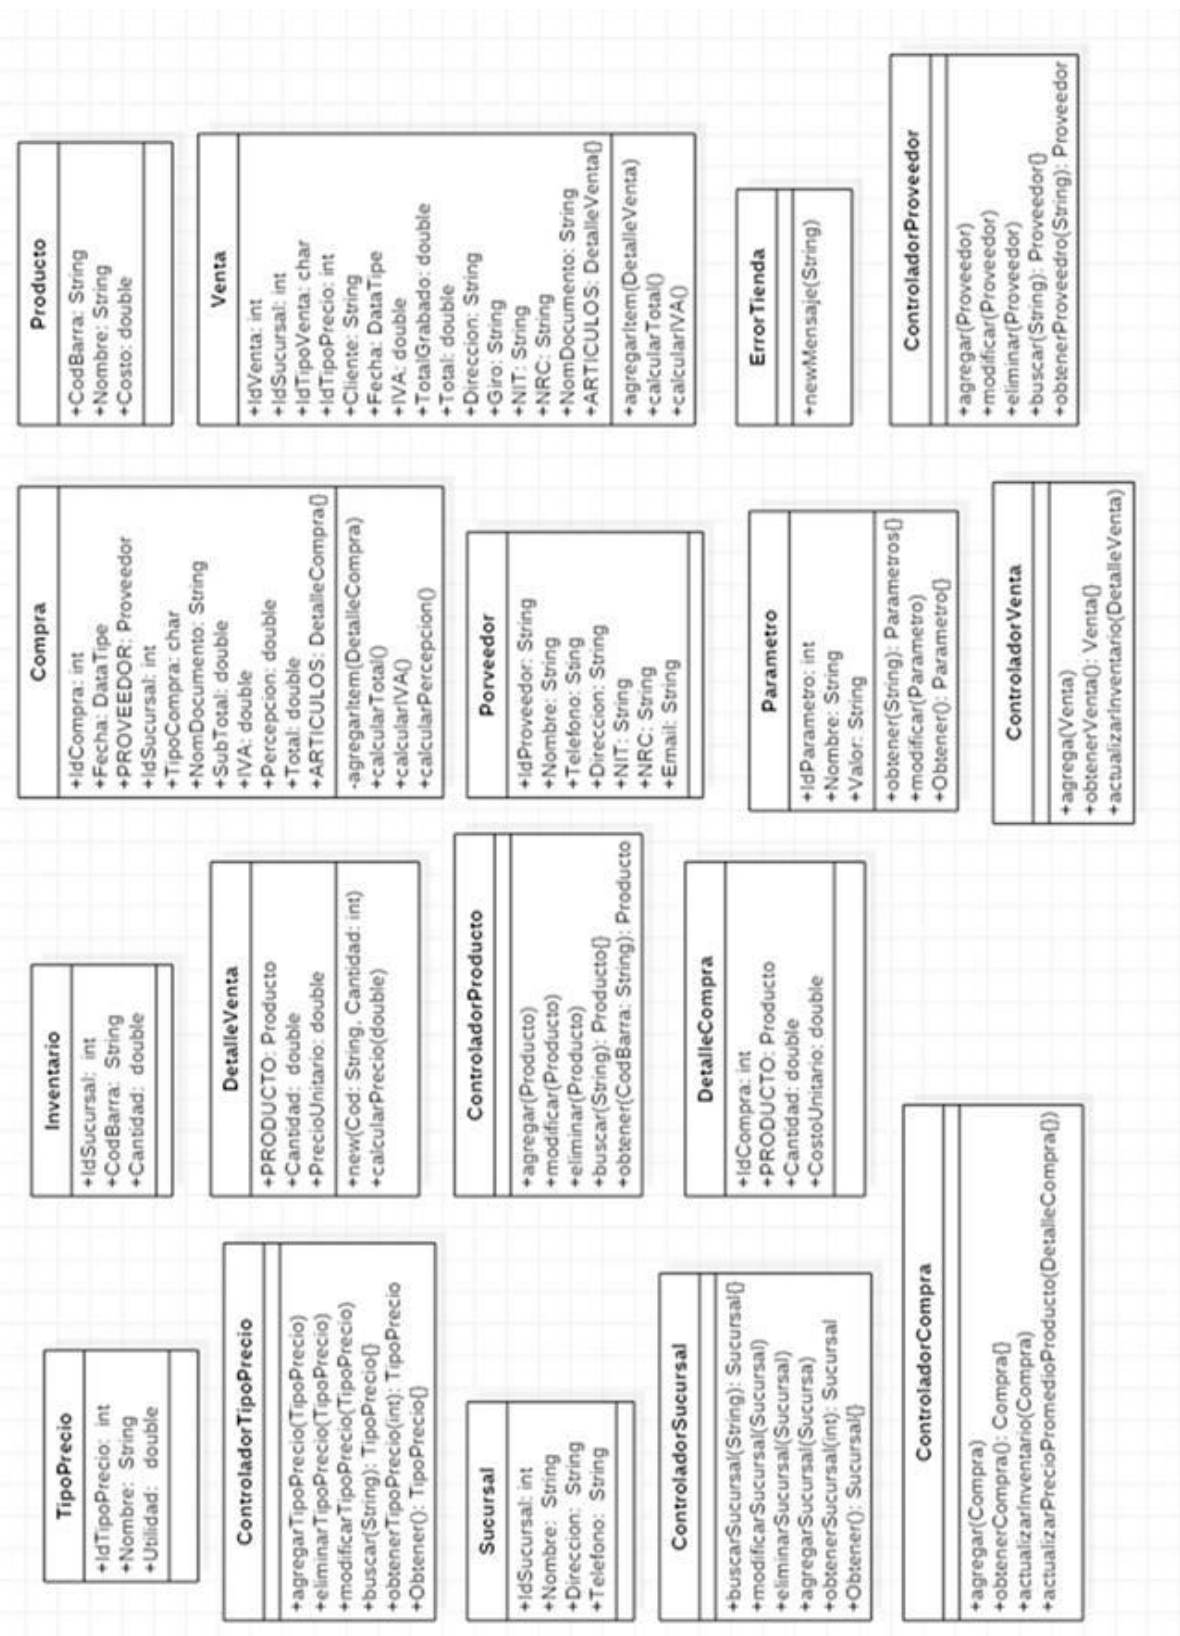 TipoPrecio
+IdTipoPrecio: int
+Nombre: String
+Utilidad: double
Inventario
+IdSucursal: int
+CodBarra: String
+Cantidad: double
Compra
+IdCompra: int
+Fecha: DataTipe
+PROVEEDOR: Proveedor
+IdSucursal: int
+TipoCompra: char
+NomDocumento: String
+SubTotal: double
+IVA: double
+Percepcion: double
+Total: double
+ARTICULOS: DetalleCompra{}
-agregarItem(DetalleCompra)
+calcularTotal()
+calcularIVA()
+calcularPercepcion()
Producto
+CodBarra: String
+Nombre: String
+Costo: double
ControladorTipoPrecio
+agregarTipoPrecio(TipoPrecio)
+eliminarTipoPrecio(TipoPrecio)
+modificarTipoPrecio(TipoPrecio)
+buscar(String): TipoPrecio{}
+obtenerTipoPrecio(int): TipoPrecio
+Obtener(): TipoPrecio{}
DetalleVenta
+PRODUCTO: Producto
+Cantidad: double
+PrecioUnitario: double
+new(Cod: String, Cantidad: int)
+calcularPrecio(double)
Venta
+IdVenta: int
+IdSucursal: int
+IdTipoVenta: char
+IdTipoPrecio: int
+Cliente: String
+Fecha: DataTipe
+IVA: double
+TotalGrabado: double
+Total: double
+Direccion: String
+Giro: String
+NIT: String
+NRC: String
+NomDocumento: String
+ARTICULOS: DetalleVenta{}
+agregarItem(DetalleVenta)
+calcularTotal()
+calcularIVA()
Sucursal
+IdSucursal: int
+Nombre: String
+Direccion: String
+Telefono: String
ControladorProducto
+agregar(Producto)
+modificar(Producto)
+eliminar(Producto)
+buscar(String): Producto{}
+obtener(CodBarra: String): Producto
Porveedor
+IdProveedor: String
+Nombre: String
+Telefono: Sting
+Direccion: String
+NIT: String
+NRC: String
+Email: String
ErrorTienda
+newMensaje(String)
ControladorSucursal
+buscarSucursal(String): Sucursal{}
+modificarSucursal(Sucursal)
+eliminarSucursal(Sucursal)
+agregarSucursal(Sucursa)
+obtenerSucursal(int): Sucursal
+Obtener(): Sucursal{}
DetalleCompra
+IdCompra: int
+PRODUCTO: Producto
+Cantidad: double
+CostoUnitario: double
Parametro
+IdParametro: int
+Nombre: String
+Valor: String
+obtener(String): Parametros{}
+modificar(Parametro)
+Obtener(): Parametro{}
ControladorProveedor
+agregar(Proveedor)
+modificar(Proveedor)
+eliminar(Proveedor)
+buscar(String): Proveedor{}
+obtenerProveedro(String): Proveedor
ControladorCompra
+agregar(Compra)
+obtenerCompra(): Compra{}
+actualizarInventario(Compra)
+actualizarPrecioPromedioProducto(DetalleCompra{})
ControladorVenta
+agrega(Venta)
+obtenerVenta(): Venta{}
+actualizarInventario(DetalleVenta)